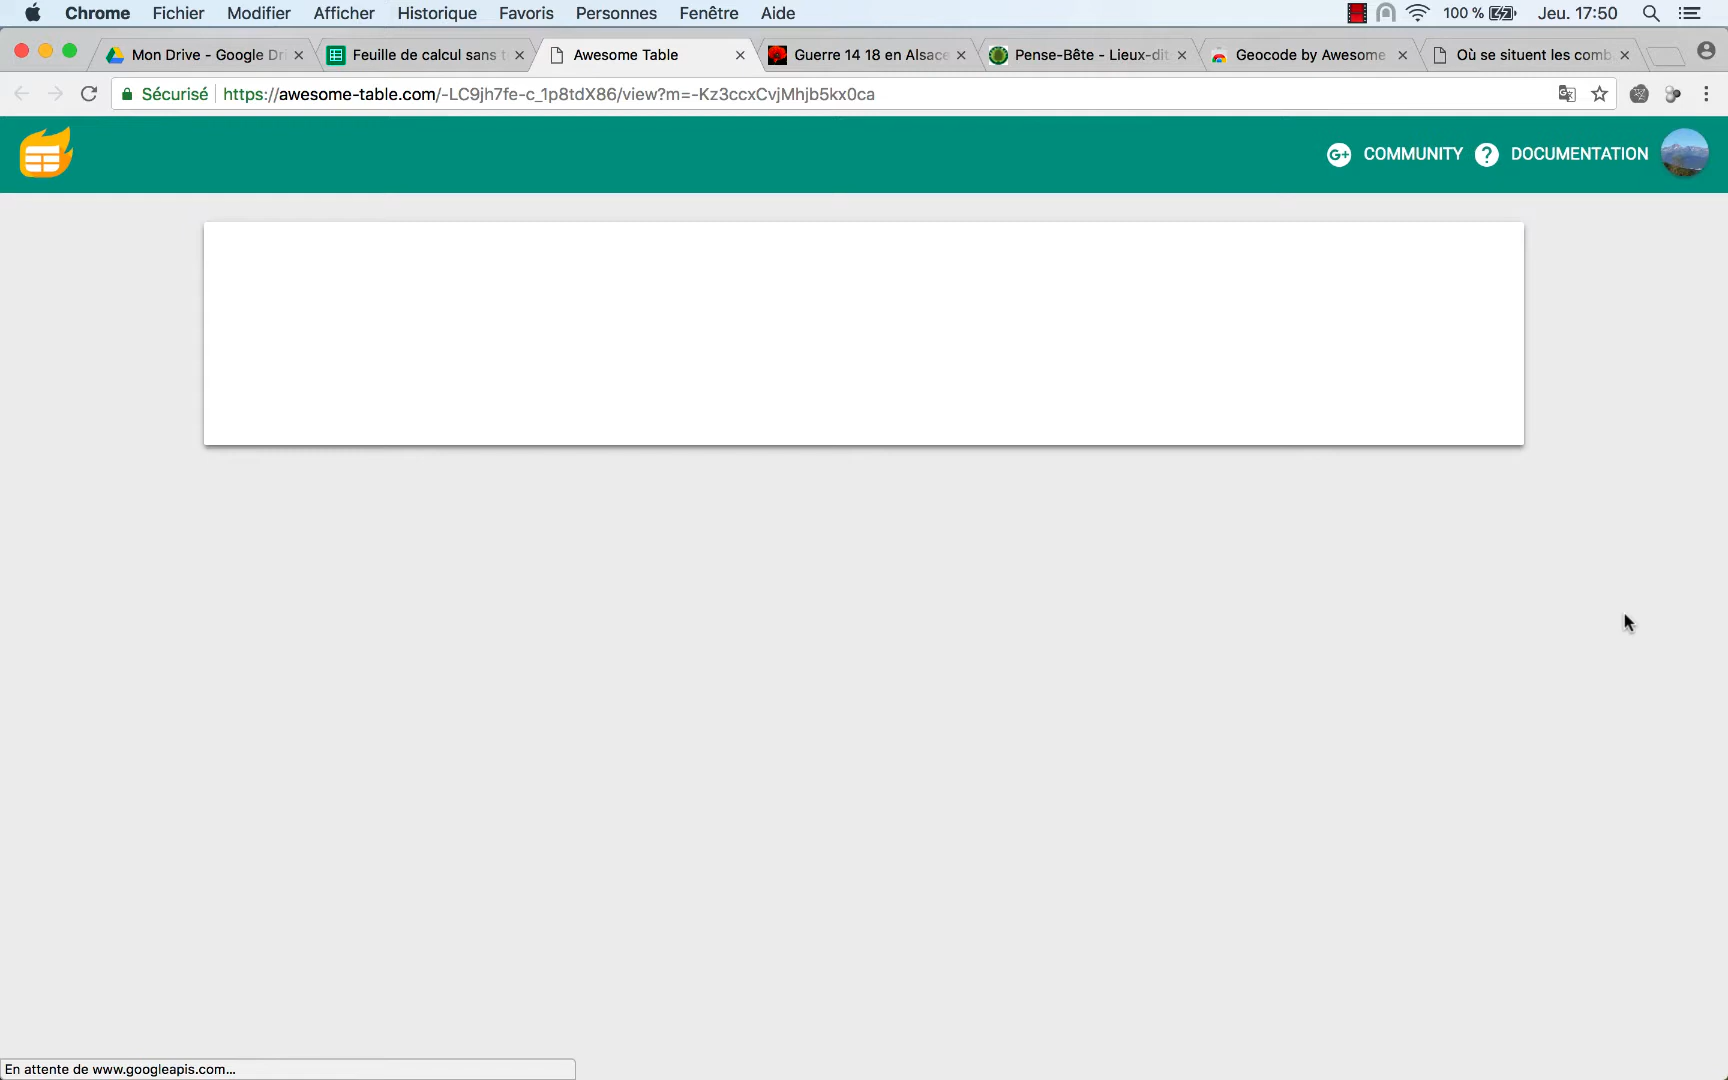 Chrome Fichier Modifier Afficher Historique Favoris Personnes Fenêtre Aide 100 % Jeu. 17:50
Mon Drive - Google Dri Feuille de calcul sans t Awesome Table Guerre 14 18 en Alsace Pense-Bête - Lieux-dit Geocode by Awesome Où se situent les comb
Sécurisé https://awesome-table.com/-LC9jh7fe-c_1p8tdX86/view?m=-Kz3ccxCvjMhjb5kx0ca
G+ COMMUNITY ? DOCUMENTATION
En attente de www.googleapis.com...